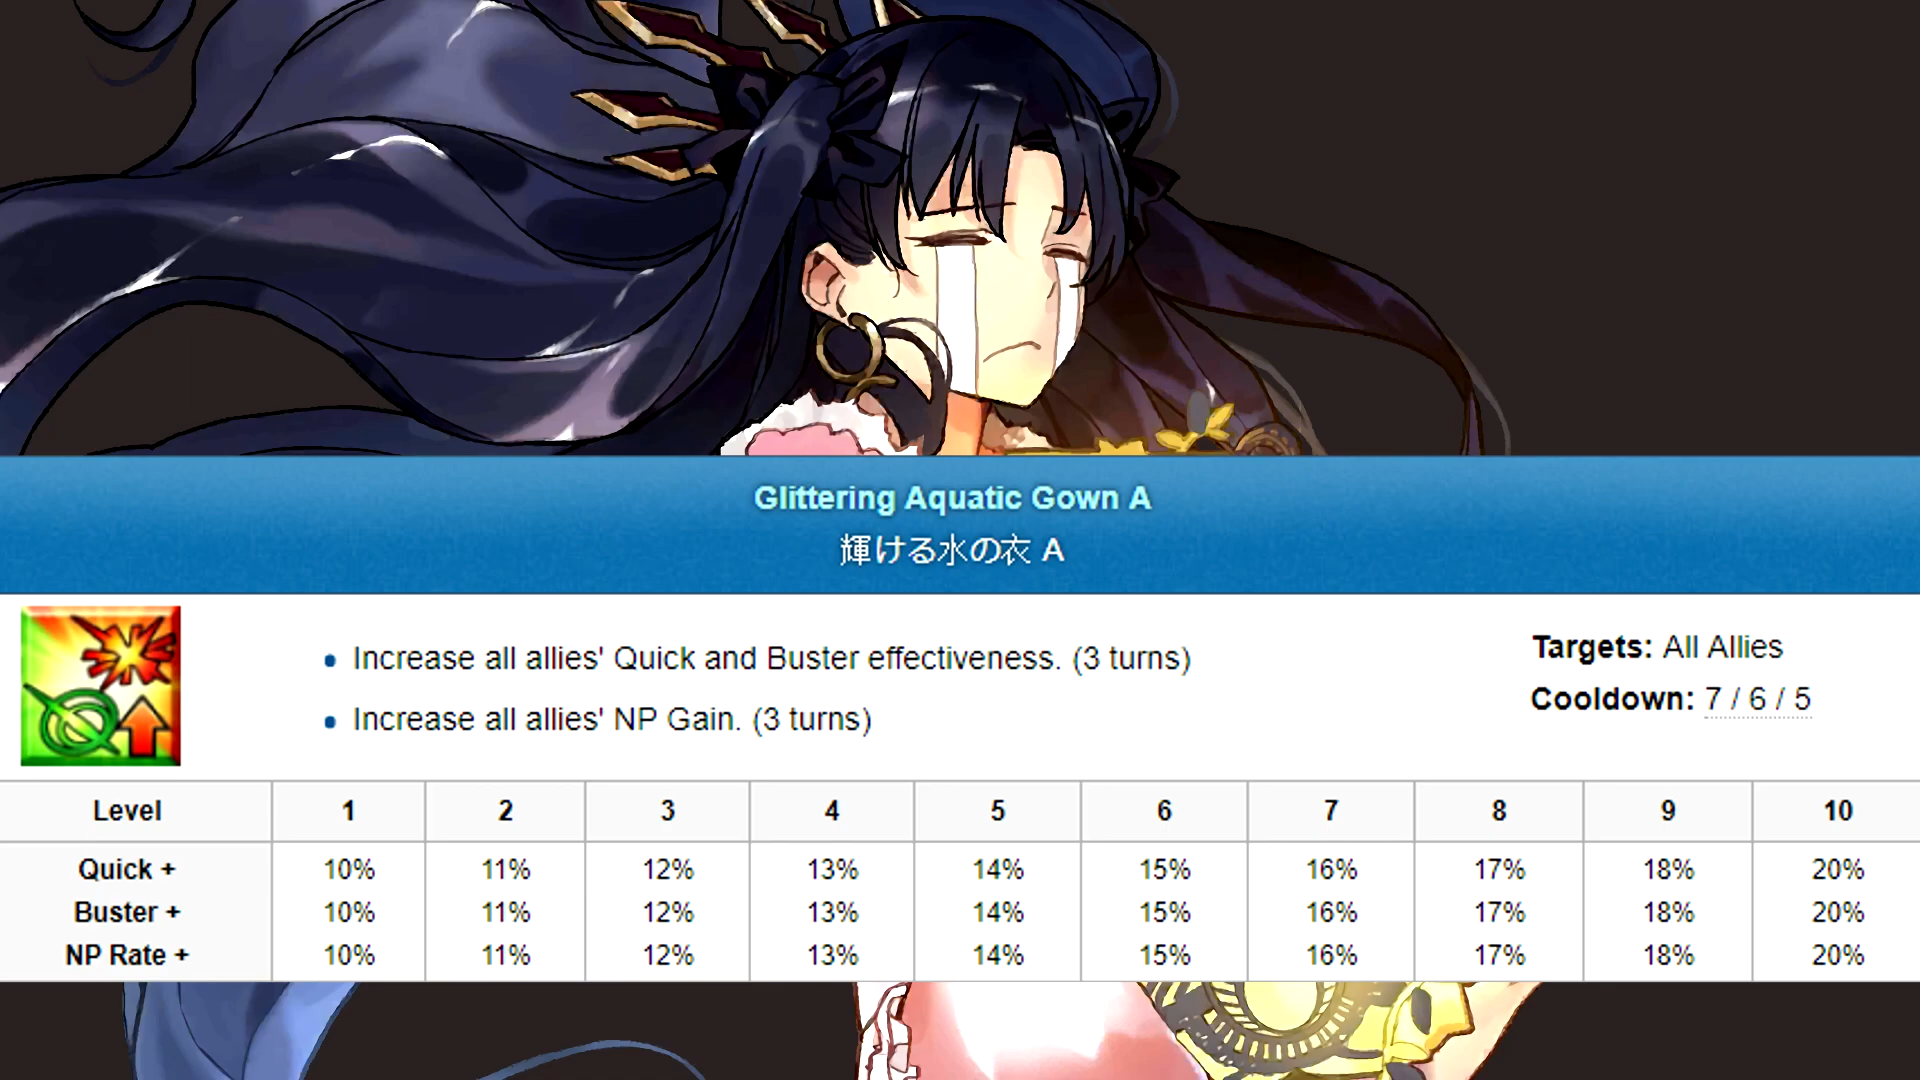 Glittering Aquatic Gown A
輝ける水の衣 A
Increase all allies' Quick and Buster effectiveness. (3 turns)
Increase all allies' NP Gain. (3 turns)
Targets: All Allies
Cooldown: 7 / 6 / 5
Level 1 2 3 4 5 6 7 8 9 10
Quick + 10% 11% 12% 13% 14% 15% 16% 17% 18% 20%
Buster + 10% 11% 12% 13% 14% 15% 16% 17% 18% 20%
NP Rate + 10% 11% 12% 13% 14% 15% 16% 17% 18% 20%